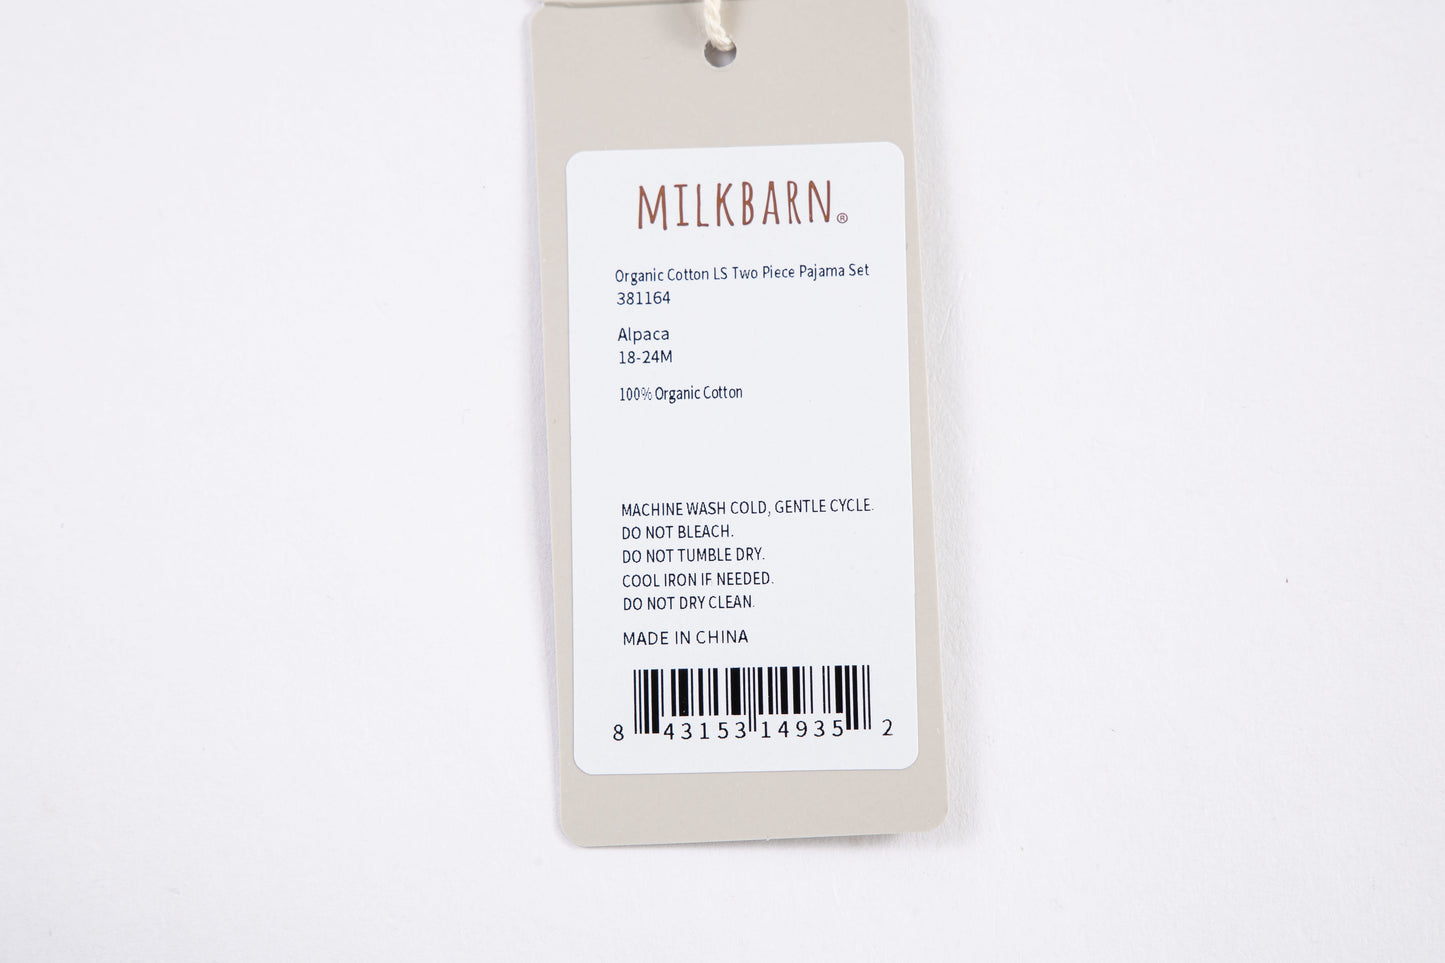 MILKBARN®
Organic Cotton LS Two Piece Pajama Set
381164
Alpaca
18-24M
100% Organic Cotton
MACHINE WASH COLD, GENTLE CYCLE.
DO NOT BLEACH.
DO NOT TUMBLE DRY.
COOL IRON IF NEEDED.
DO NOT DRY CLEAN.
MADE IN CHINA
8 43153 14935 2